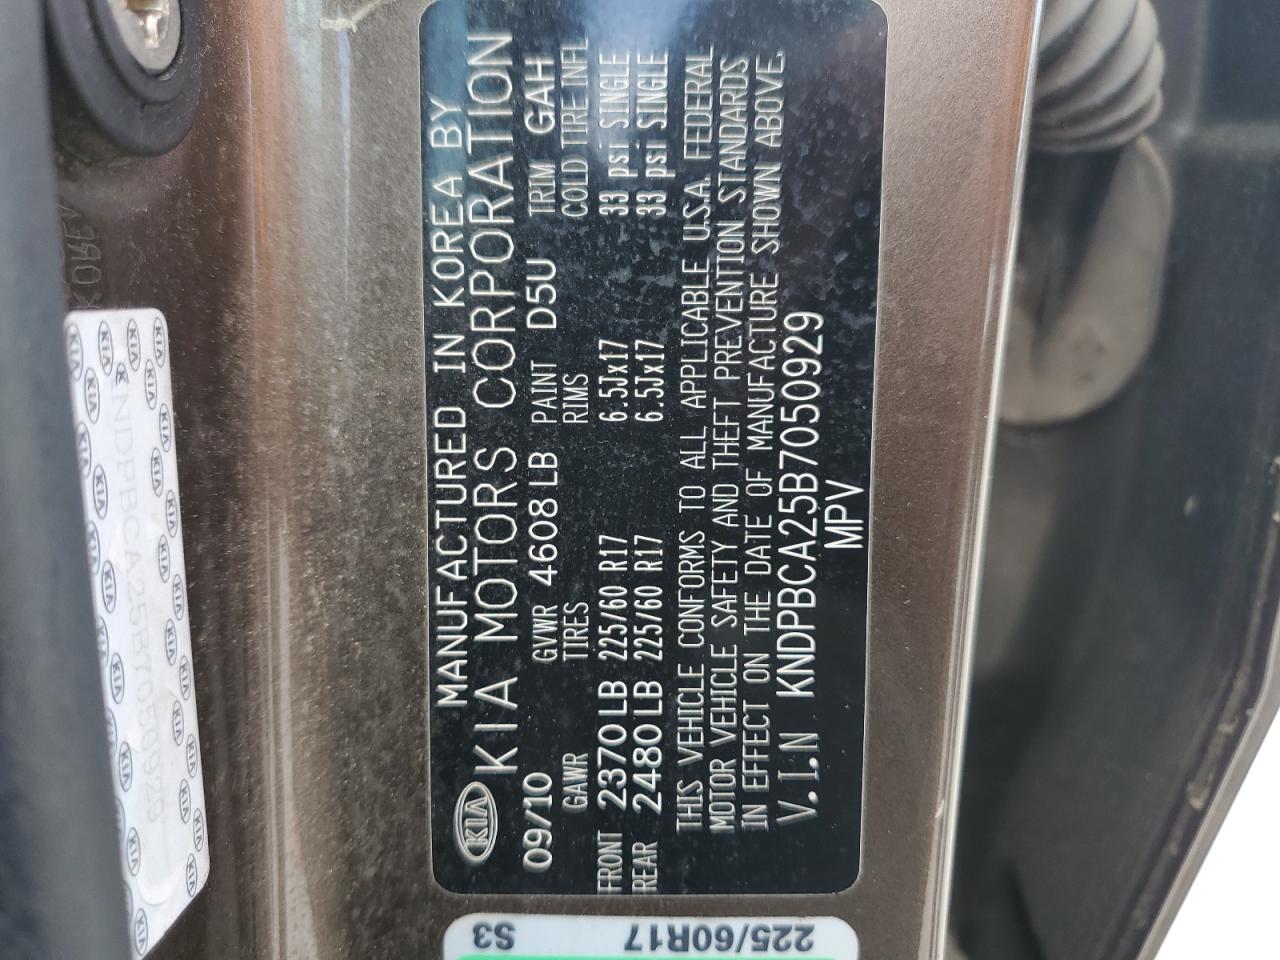 MANUFACTURED IN KOREA BY
KIA KIA MOTORS CORPORATION
09/10 GVWR 4608 LB PAINT D5U TRIM GAH
GAWR TIRES RIMS COLD TIRE INFL
FRONT 2370 LB 225/60 R17 6.5Jx17 33 psi SINGLE
REAR 2480 LB 225/60 R17 6.5Jx17 33 psi SINGLE
THIS VEHICLE CONFORMS TO ALL APPLICABLE U.S.A. FEDERAL
MOTOR VEHICLE SAFETY AND THEFT PREVENTION STANDARDS
IN EFFECT ON THE DATE OF MANUFACTURE SHOWN ABOVE.
V.I.N KNDPBCA25B7050929
MPV
KNDPBCA25B7050929
KOREA
225/60R17 S3